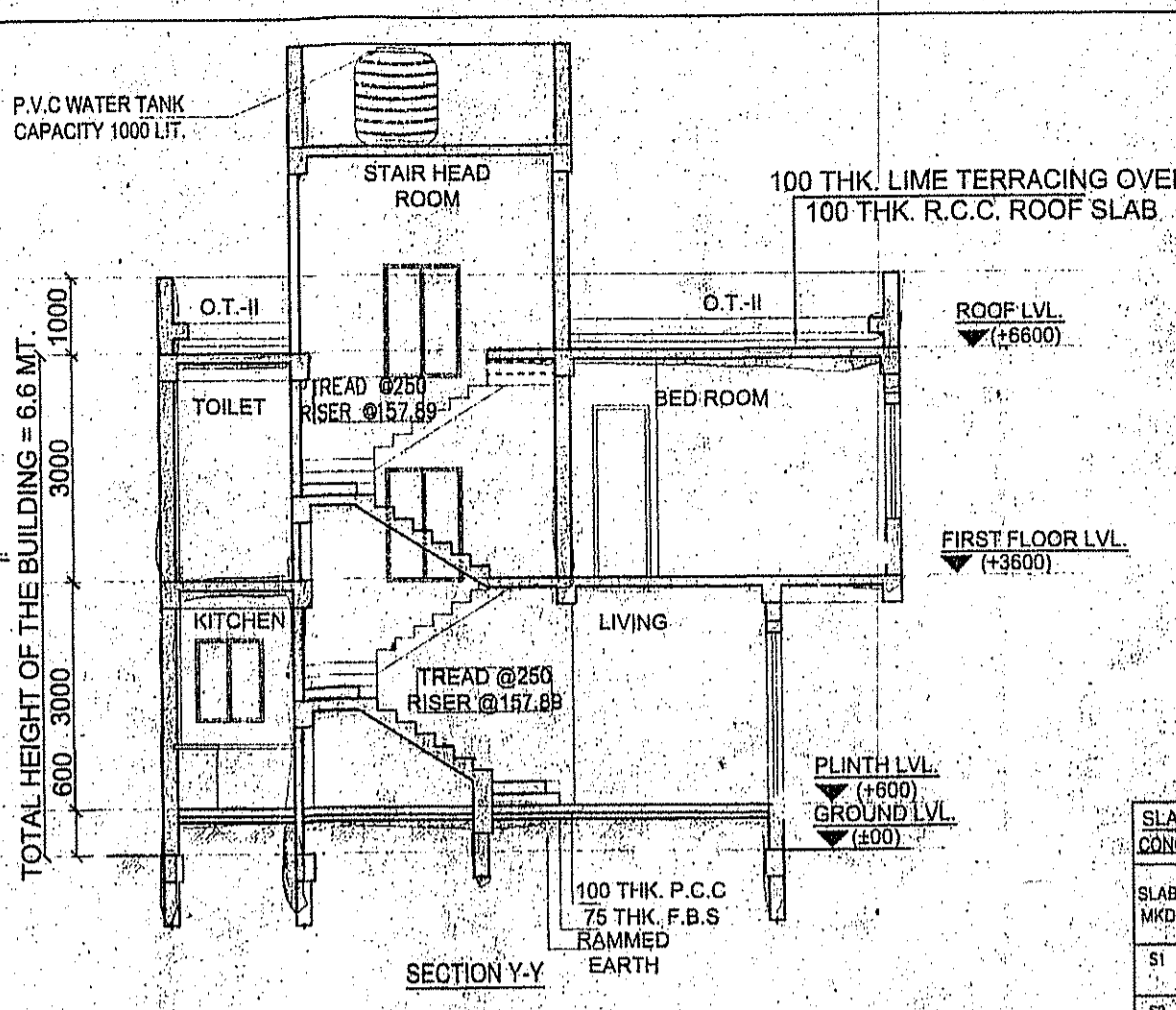 P.V.C WATER TANK
CAPACITY 1000 LIT.
STAIR HEAD
ROOM
100 THK. LIME TERRACING OVE
100 THK. R.C.C. ROOF SLAB
O.T.-II
O.T.-II
ROOF LVL.
(+6600)
1000
3000
3000
600
TOTAL HEIGHT OF THE BUILDING = 6.6 MT.
TOILET
TREAD @250
RISER @157.89
BED ROOM
FIRST FLOOR LVL.
(+3600)
KITCHEN
LIVING
TREAD @250
RISER @157.89
PLINTH LVL.
(+600)
GROUND LVL.
(±00)
100 THK. P.C.C
75 THK. F.B.S
RAMMED
EARTH
SECTION Y-Y
SLA
CONC
SLAB
MKD
S1